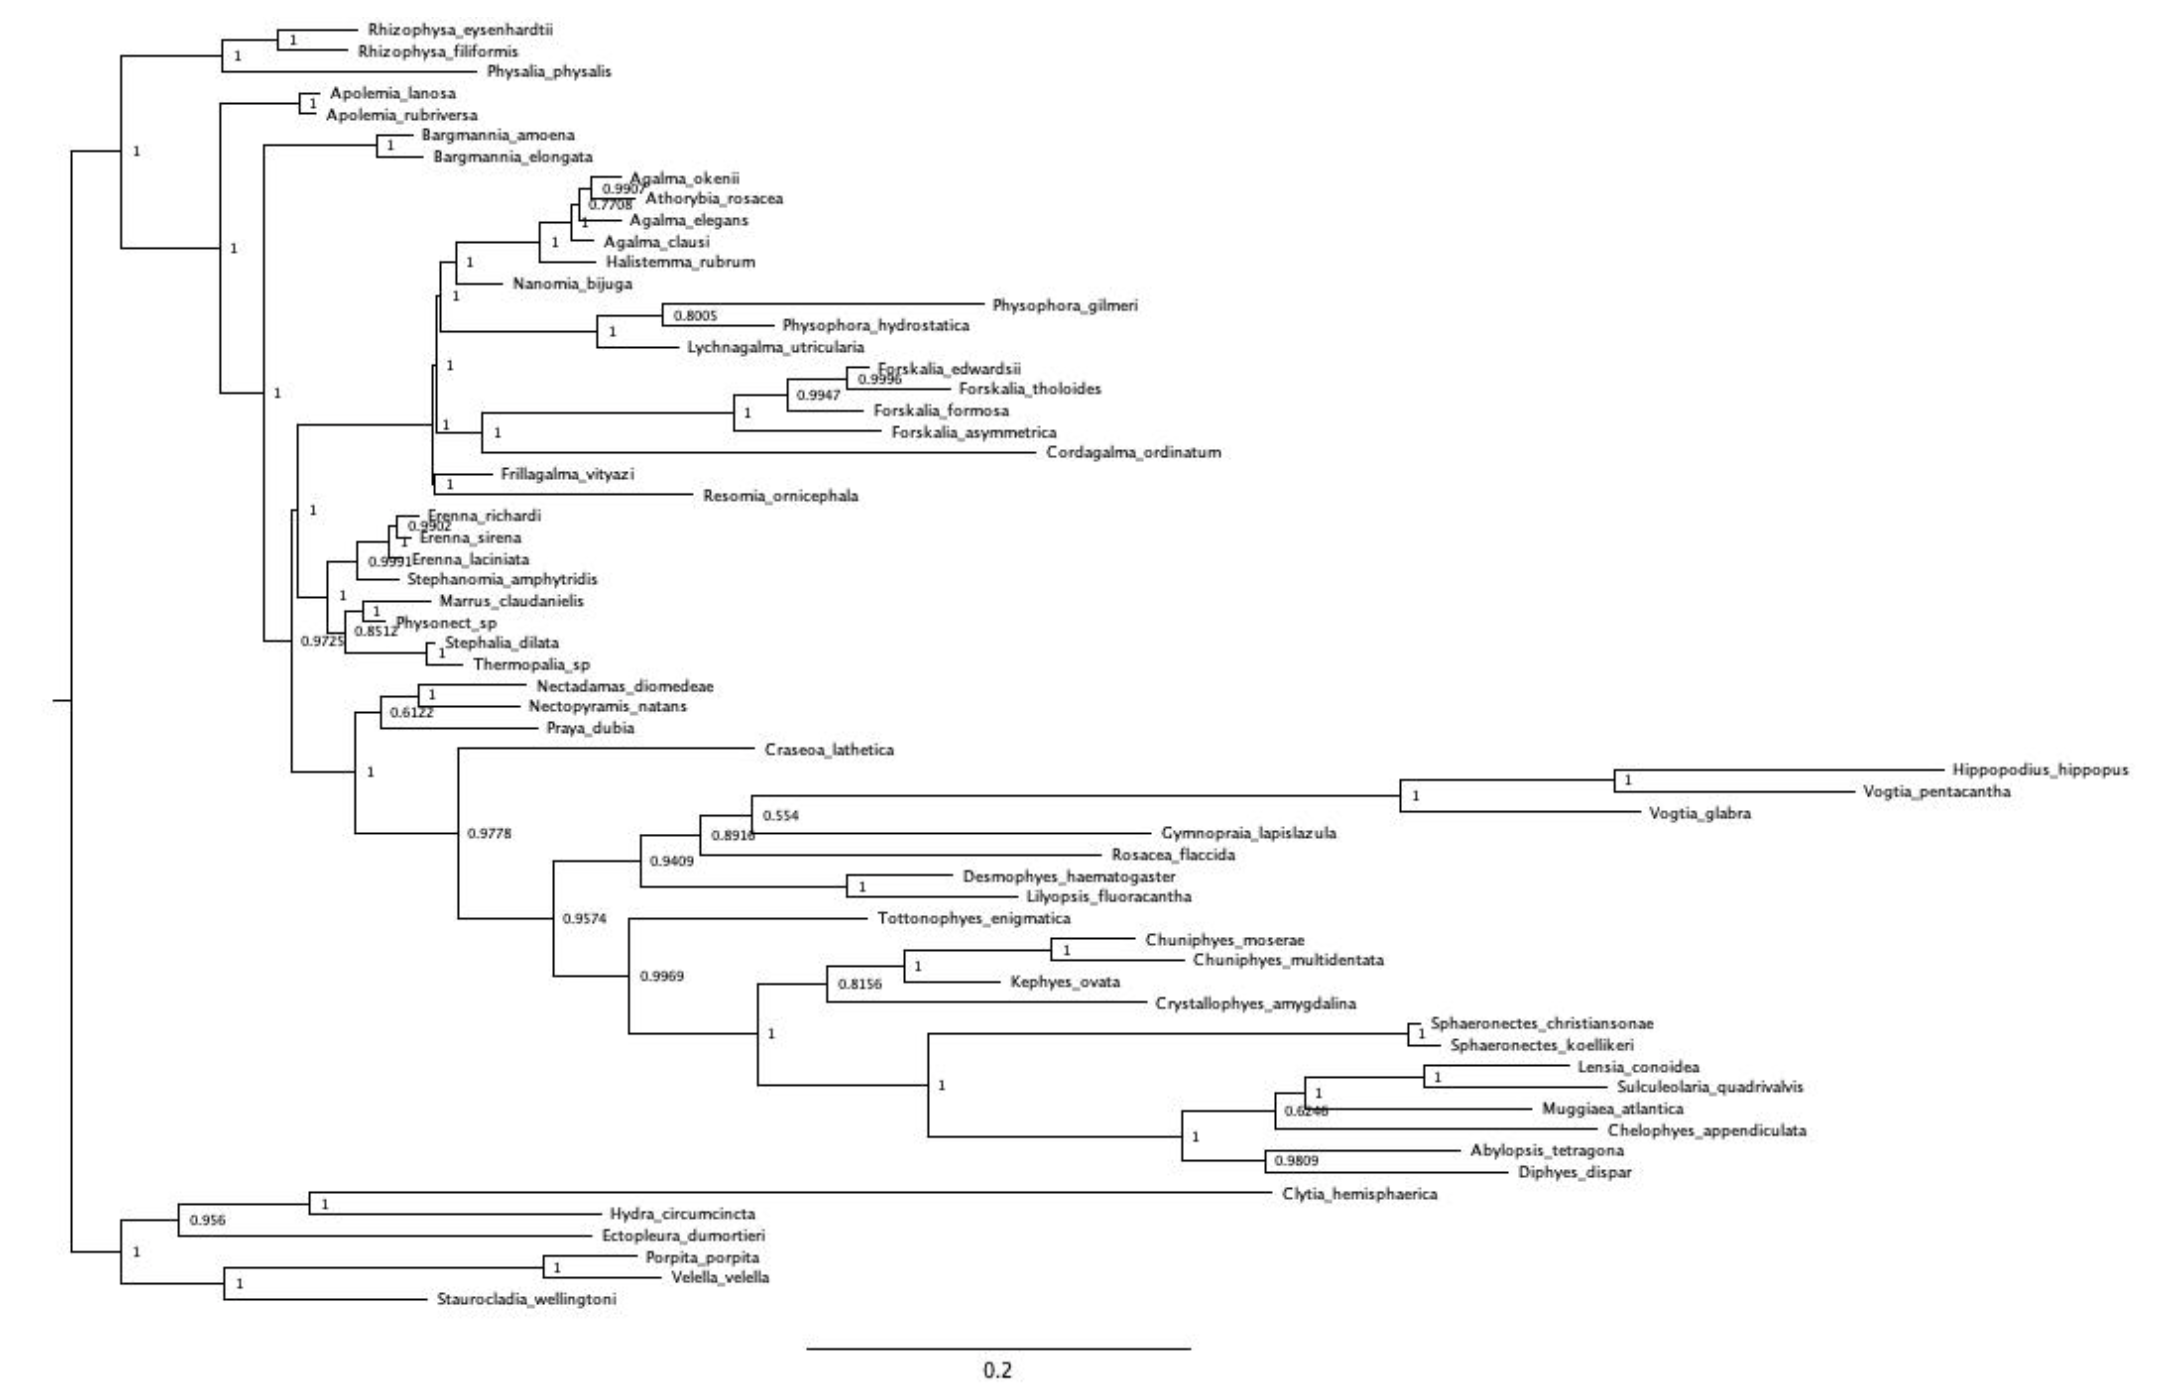 Rhizophysa_eysenhardtii
1
Rhizophysa_filiformis
1
Physalia_physalis
Apolemia_lanosa
1
Apolemia_rubriversa
Bargmannia_amoena
1
1
Bargmannia_elongata
Agalma_okenii
0.9907
Athorybia_rosacea
0.7708
Agalma_elegans
1
1
Agalma_clausi
1
1
Halistemma_rubrum
Nanomia_bijuga
1
Physophora_gilmeri
0.8005
Physophora_hydrostatica
1
Lychnagalma_utricularia
1
Forskalia_edwardsii
0.9996
Forskalia_tholoides
1
0.9947
Forskalia_formosa
1
1
1
Forskalia_asymmetrica
Cordagalma_ordinatum
Frillagalma_vityazi
1
Resomia_ornicephala
1
Erenna_richardi
0.9902
Erenna_sirena
1
0.9991
Erenna_laciniata
Stephanomia_amphytridis
1
Marrus_claudanielis
1
Physonect_sp
0.8512
0.9725
Stephalia_dilata
1
Thermopalia_sp
Nectadamas_diomedeae
1
Nectopyramis_natans
0.6122
Praya_dubia
Craseoa_lathetica
1
Hippopodius_hippopus
1
Vogtia_pentacantha
1
Vogtia_glabra
0.554
0.9778
0.8916
Gymnopraia_lapislazula
Rosacea_flaccida
0.9409
Desmophyes_haematogaster
1
Lilyopsis_fluoracantha
0.9574
Tottonophyes_enigmatica
Chuniphyes_moserae
1
Chuniphyes_multidentata
1
0.9969
Kephyes_ovata
0.8156
Crystallophyes_amygdalina
Sphaeronectes_christiansonae
1
1
Sphaeronectes_koellikeri
Lensia_conoidea
1
1
Sulculeolaria_quadrivalvis
1
0.6246
Muggiaea_atlantica
Chelophyes_appendiculata
1
Abylopsis_tetragona
0.9809
Diphyes_dispar
Clytia_hemisphaerica
1
Hydra_circumcincta
0.956
Ectopleura_dumortieri
1
Porpita_porpita
1
Velella_velella
1
Staurocladia_wellingtoni
0.2